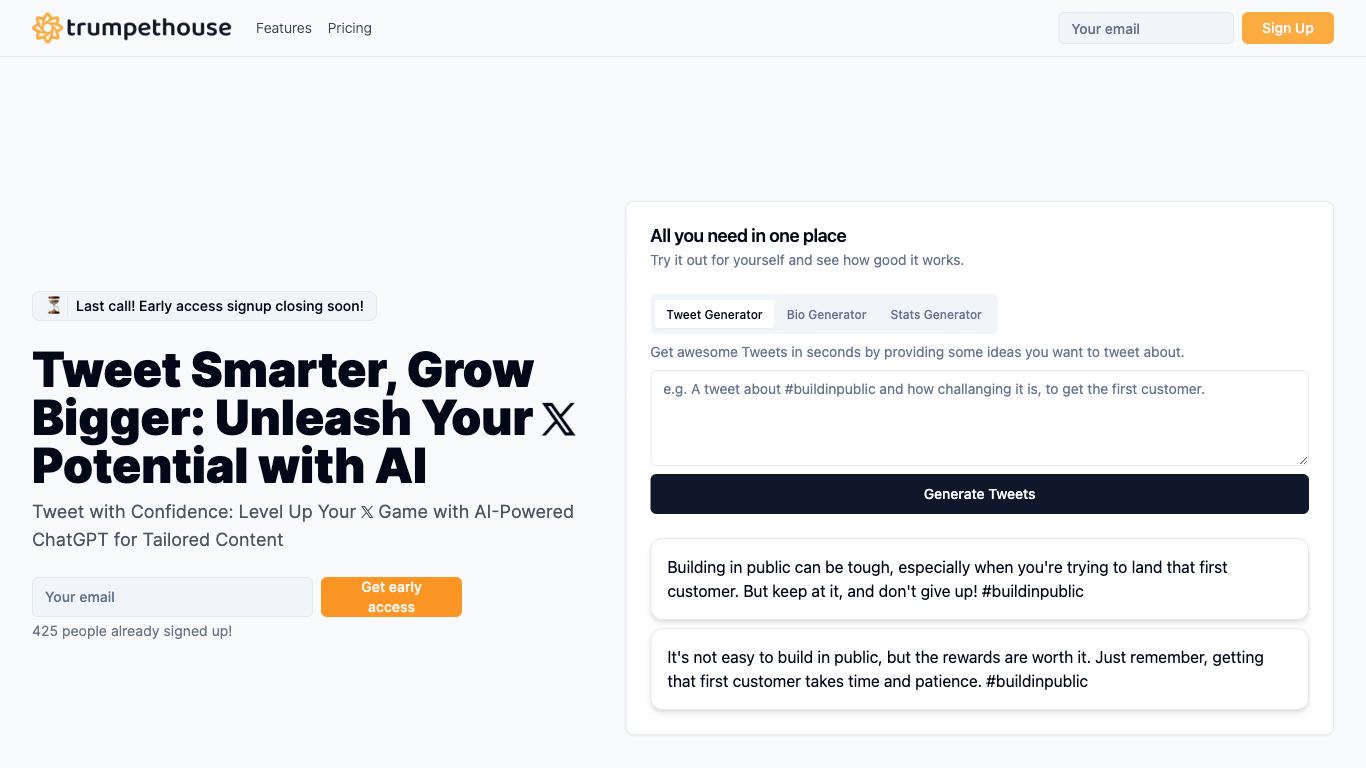 trumpethouse
Features
Pricing
Your email
Sign Up
Last call! Early access signup closing soon!
Tweet Smarter, Grow
Bigger: Unleash Your 𝕏
Potential with AI
Tweet with Confidence: Level Up Your 𝕏 Game with AI-Powered
ChatGPT for Tailored Content
Your email
Get early
access
425 people already signed up!
All you need in one place
Try it out for yourself and see how good it works.
Tweet Generator
Bio Generator
Stats Generator
Get awesome Tweets in seconds by providing some ideas you want to tweet about.
e.g. A tweet about #buildinpublic and how challanging it is, to get the first customer.
Generate Tweets
Building in public can be tough, especially when you're trying to land that first
customer. But keep at it, and don't give up! #buildinpublic
It's not easy to build in public, but the rewards are worth it. Just remember, getting
that first customer takes time and patience. #buildinpublic